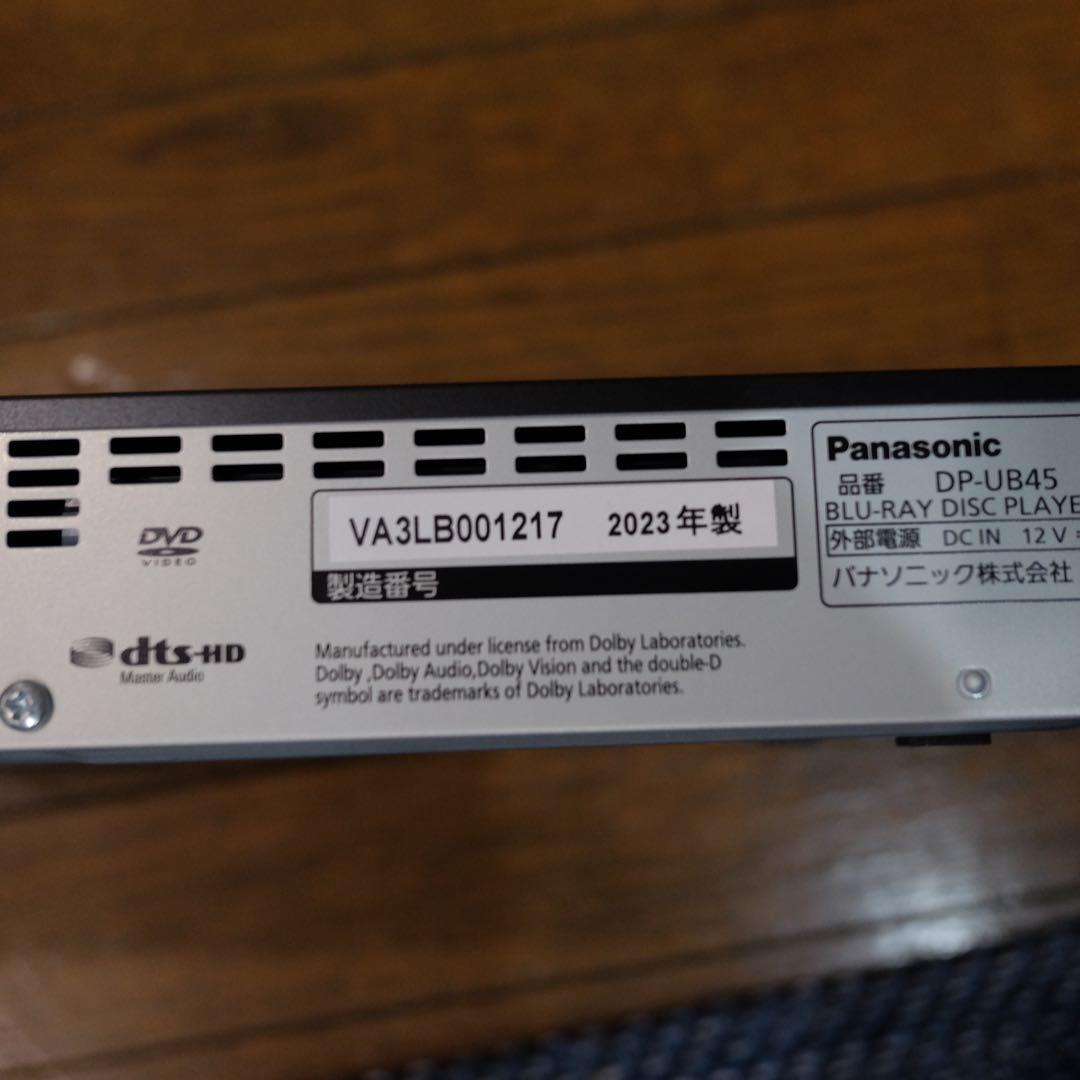 DVD
VIDEO
dts-HD
Master Audio
VA3LB001217 2023年製
製造番号
Manufactured under license from Dolby Laboratories.
Dolby ,Dolby Audio,Dolby Vision and the double-D
symbol are trademarks of Dolby Laboratories.
Panasonic
品番 DP-UB45
BLU-RAY DISC PLAYE
外部電源 DC IN 12 V
パナソニック株式会社